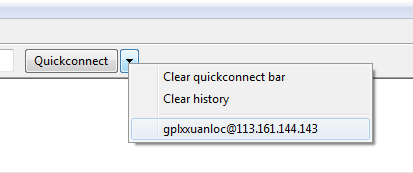 Quickconnect
Clear quickconnect bar
Clear history
gplxxuanloc@113.161.144.143